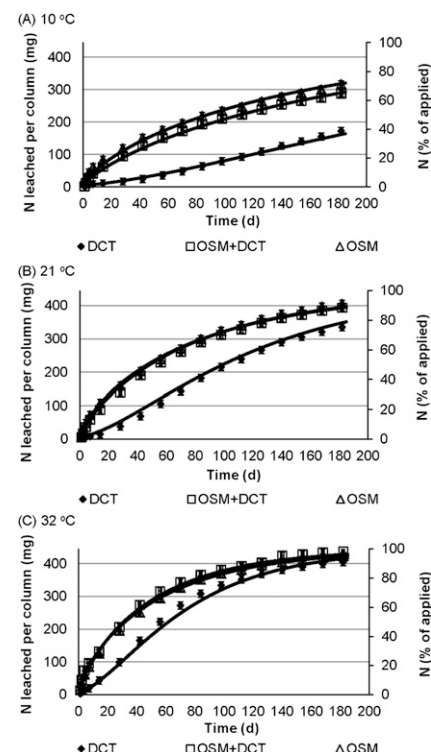 (A) 10 °C
N leached per column (mg)
400
300
200
100
0
100
80
60
40
20
0
N (% of applied)
0 20 40 60 80 100 120 140 160 180 200
Time (d)
◆DCT □OSM+DCT △OSM
(B) 21 °C
N leached per column (mg)
400
300
200
100
0
100
80
60
40
20
0
N (% of applied)
0 20 40 60 80 100 120 140 160 180 200
Time (d)
◆DCT □OSM+DCT △OSM
(C) 32 °C
N leached per column (mg)
400
300
200
100
0
100
80
60
40
20
0
N (% of applied)
0 20 40 60 80 100 120 140 160 180 200
Time (d)
◆DCT □OSM+DCT △OSM